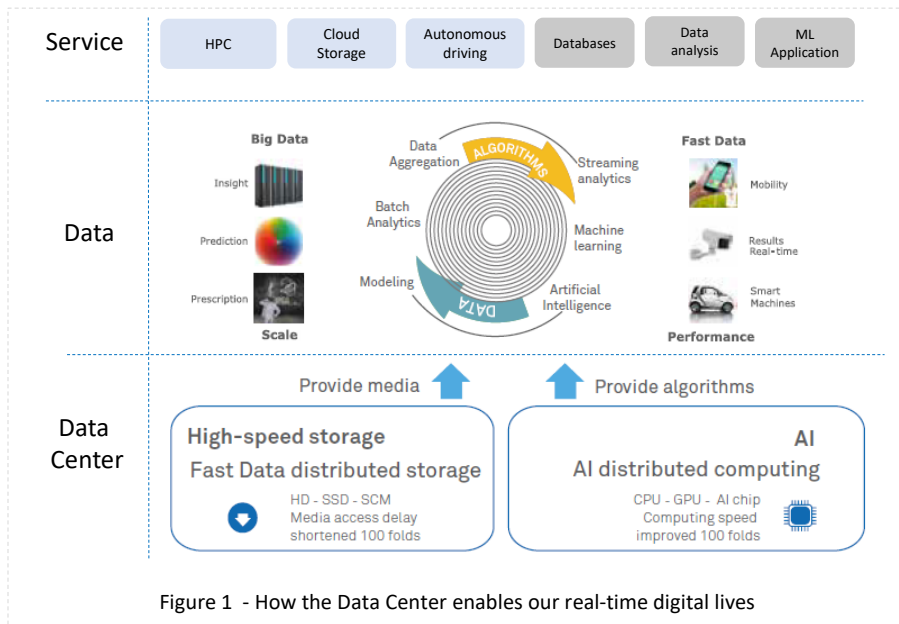 Service
HPC
Cloud
Storage
Autonomous
driving
Databases
Data
analysis
ML
Application
Data
Big Data
Insight
Prediction
Prescription
Scale
Data
Aggregation
Batch
Analytics
Modeling
ALGORITHMS
DATA
Streaming
analytics
Machine
learning
Artificial
Intelligence
Fast Data
Mobility
Results
Real-time
Smart
Machines
Performance
Data
Center
Provide media
Provide algorithms
High-speed storage
Fast Data distributed storage
HD - SSD - SCM
Media access delay
shortened 100 folds
AI
AI distributed computing
CPU - GPU - AI chip
Computing speed
improved 100 folds
Figure 1 - How the Data Center enables our real-time digital lives